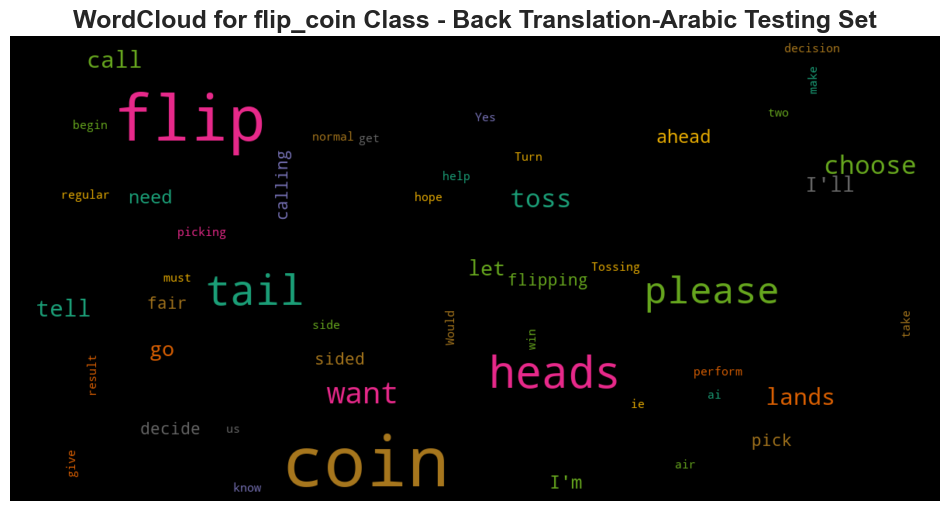 WordCloud for flip_coin Class - Back Translation-Arabic Testing Set
decision
call
make
flip
two
begin
Yes
normal
get
ahead
Turn
choose
calling
help
I'll
regular
need
hope
toss
picking
let
Tossing
must
flipping
tail
please
tell
fair
side
Would
take
win
go
sided
result
heads
perform
want
ai
lands
ie
decide
us
pick
coin
give
air
know
I'm